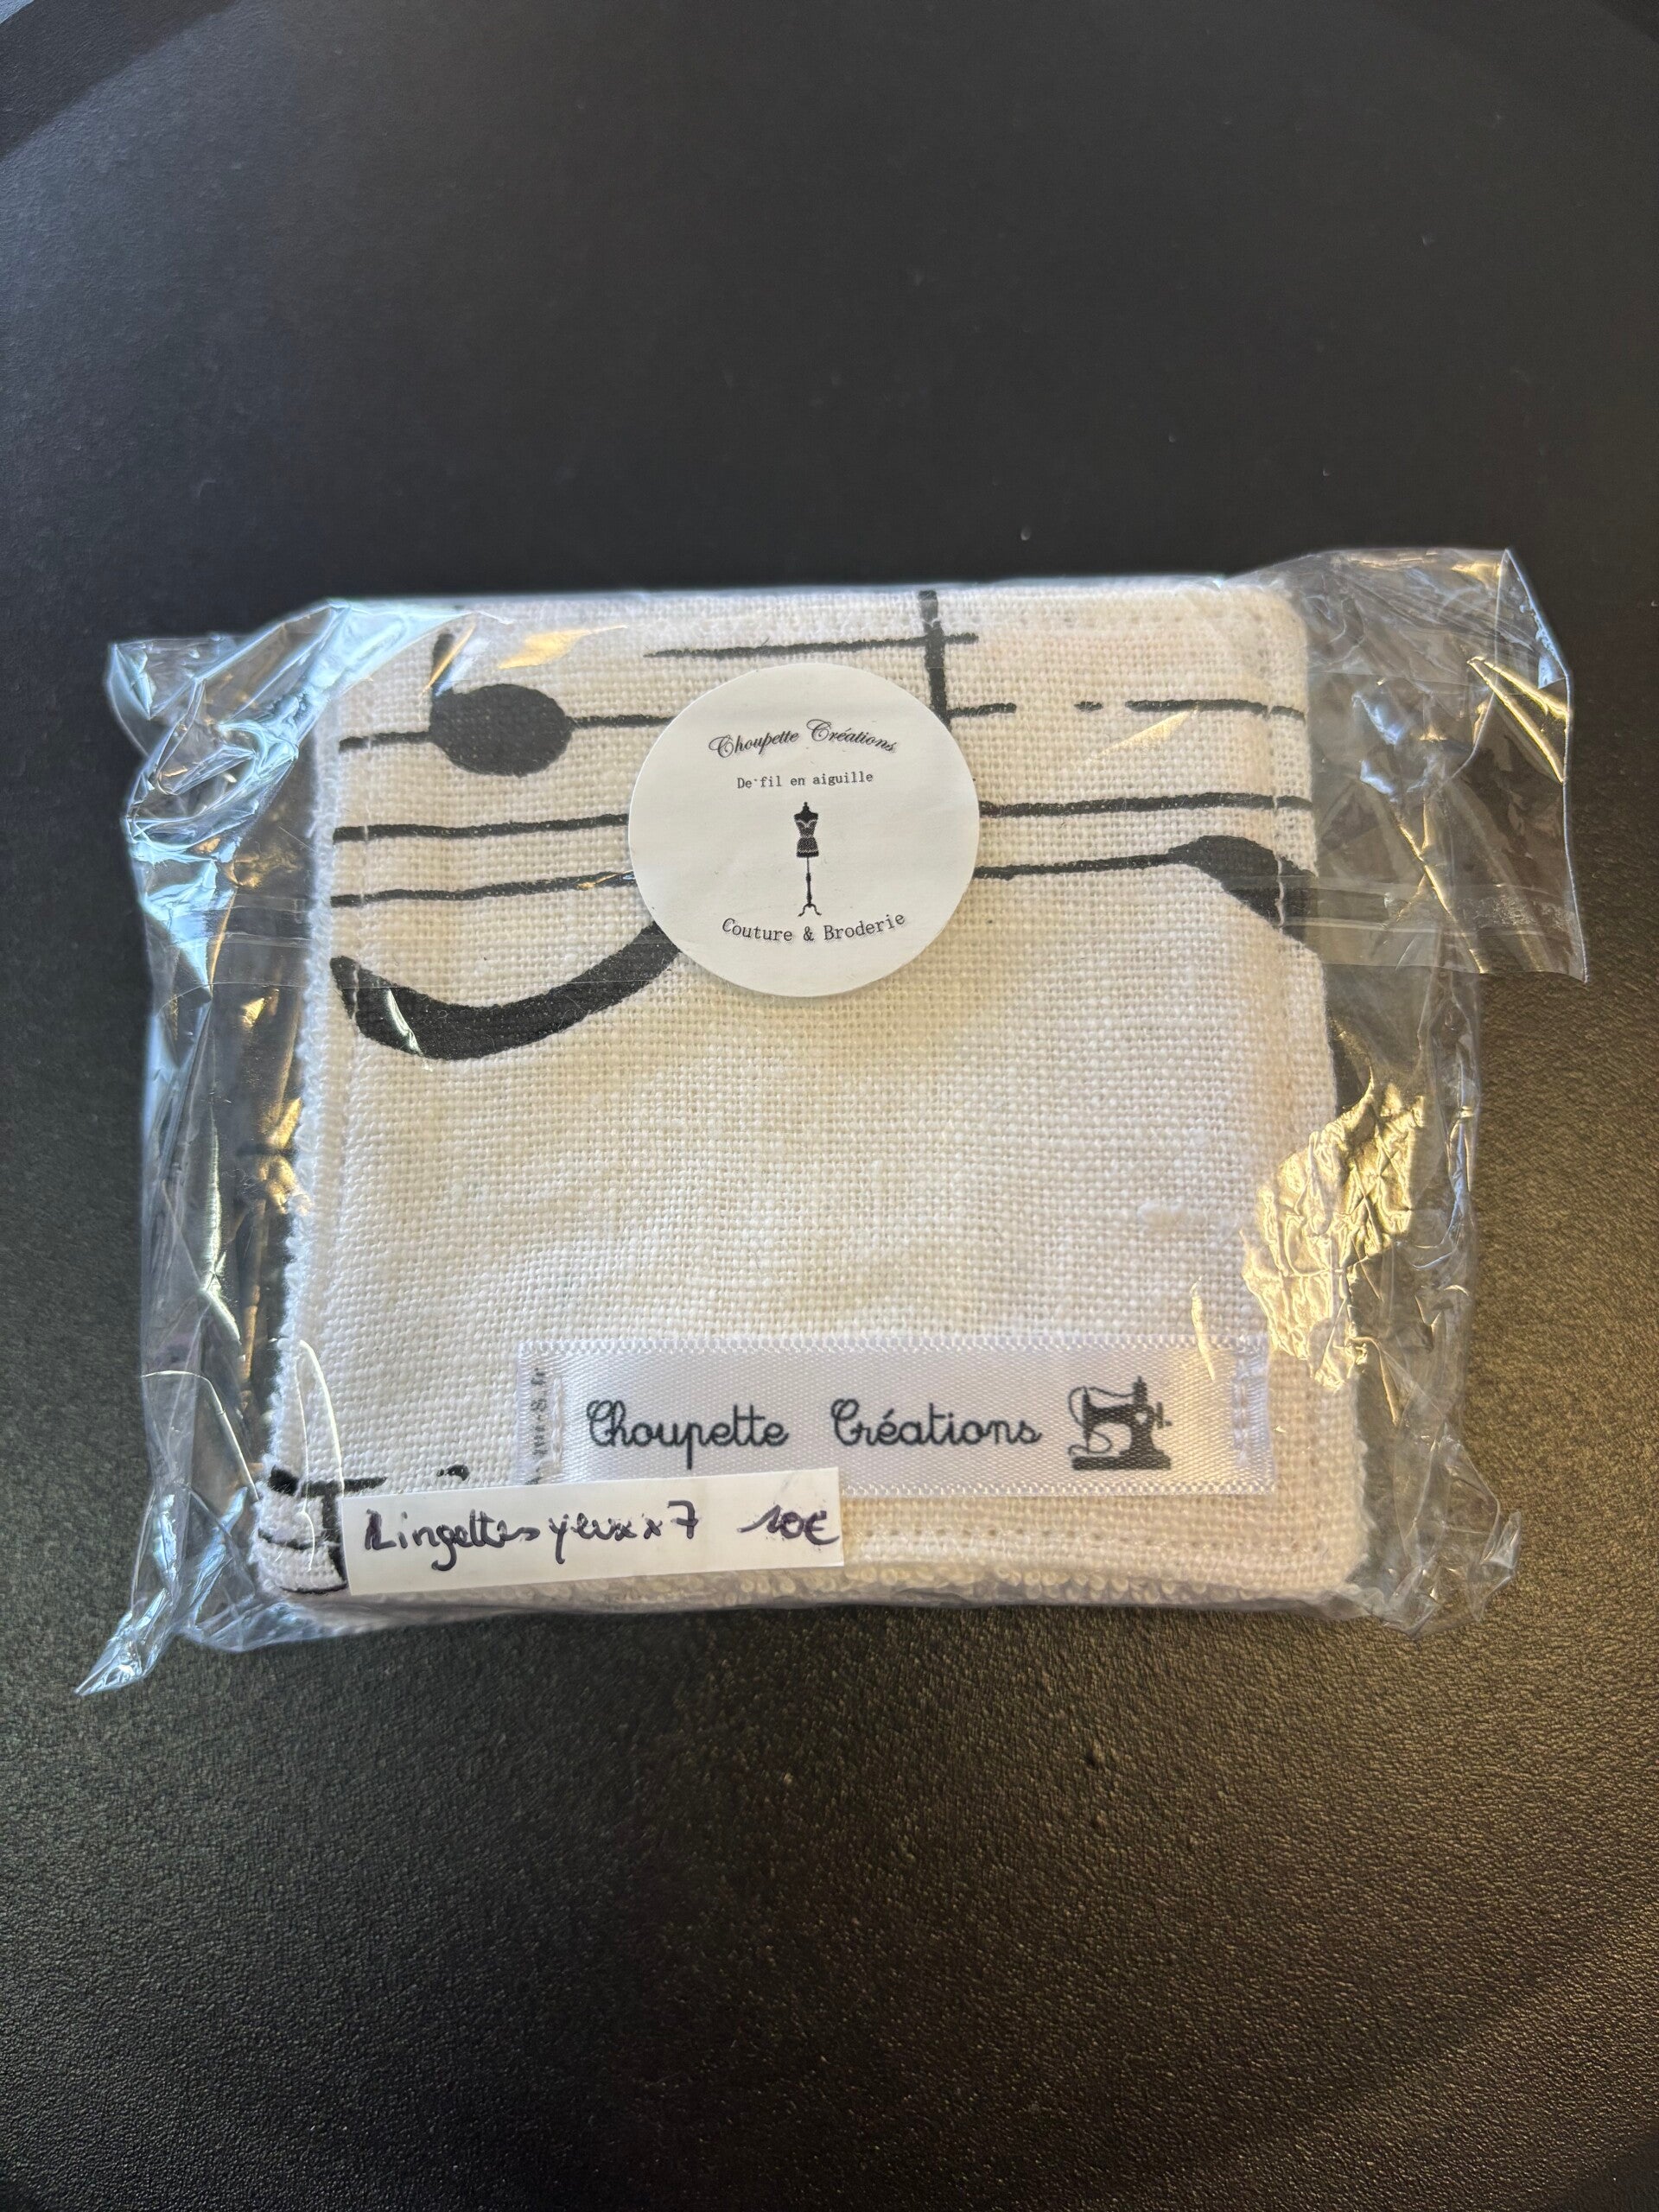 Choupette Créations
De fil en aiguille
Couture & Broderie
Choupette Créations
Lingettes yeux x 7 10€